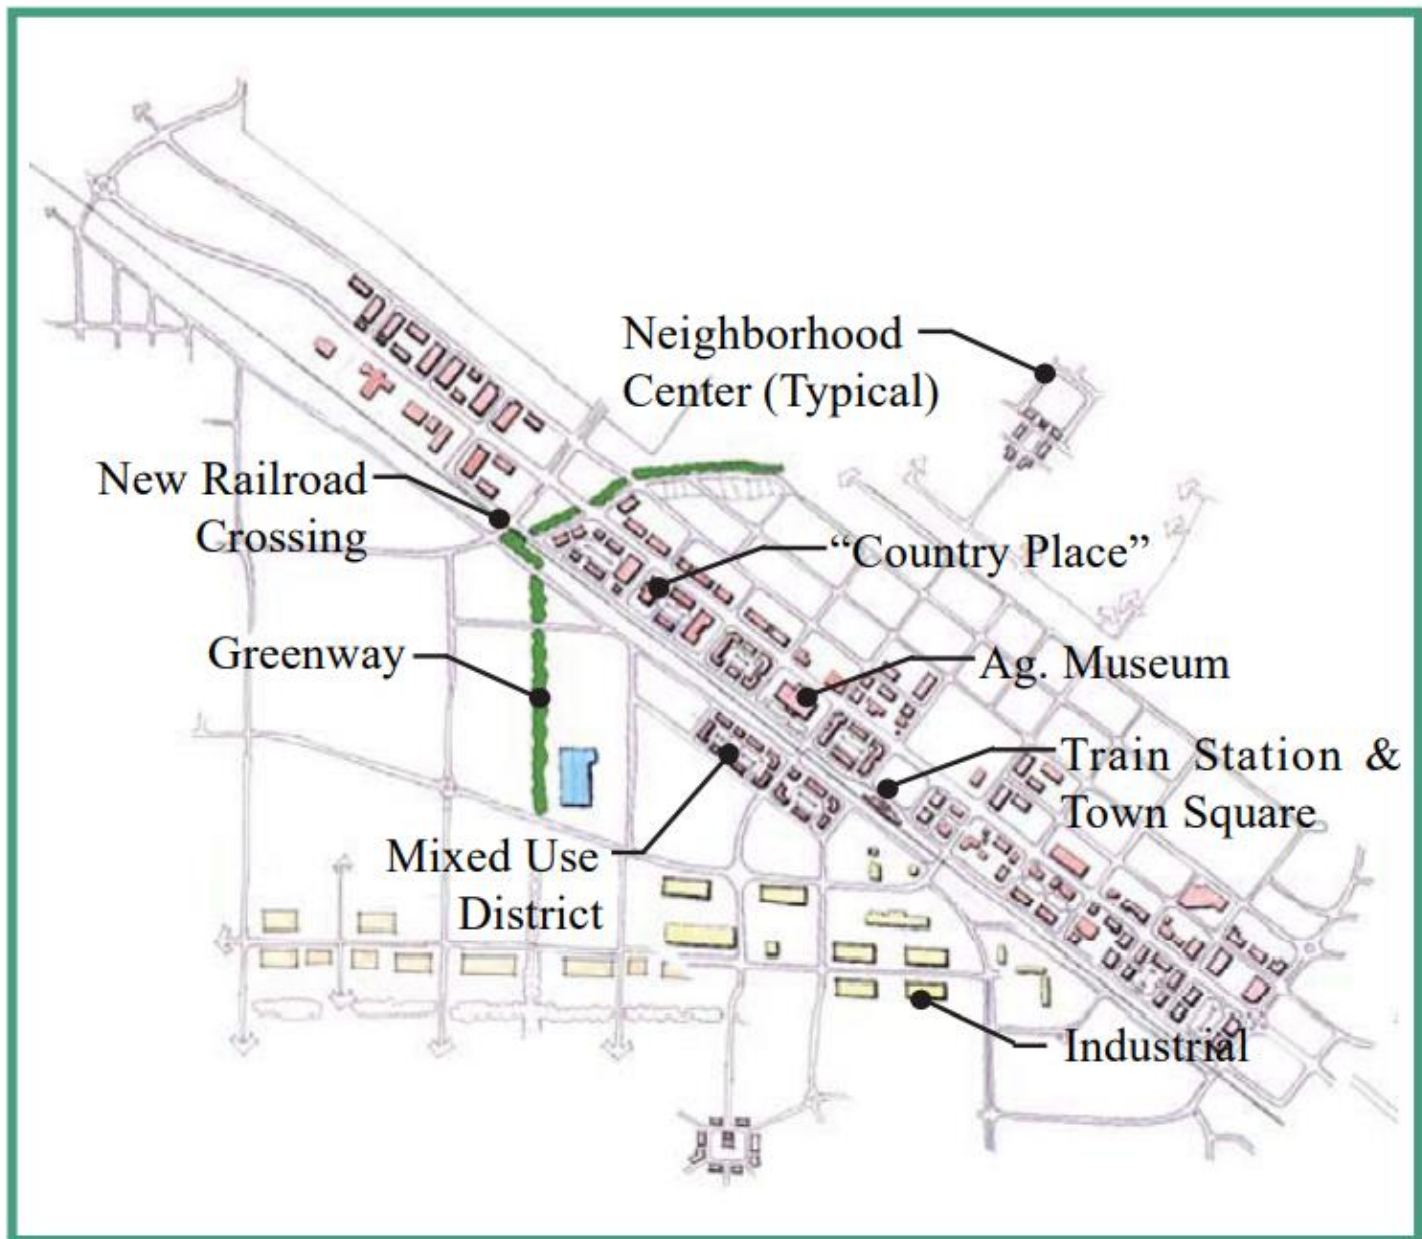 Neighborhood
Center (Typical)
New Railroad
Crossing
“Country Place”
Greenway
Ag. Museum
Train Station &
Town Square
Mixed Use
District
Industrial